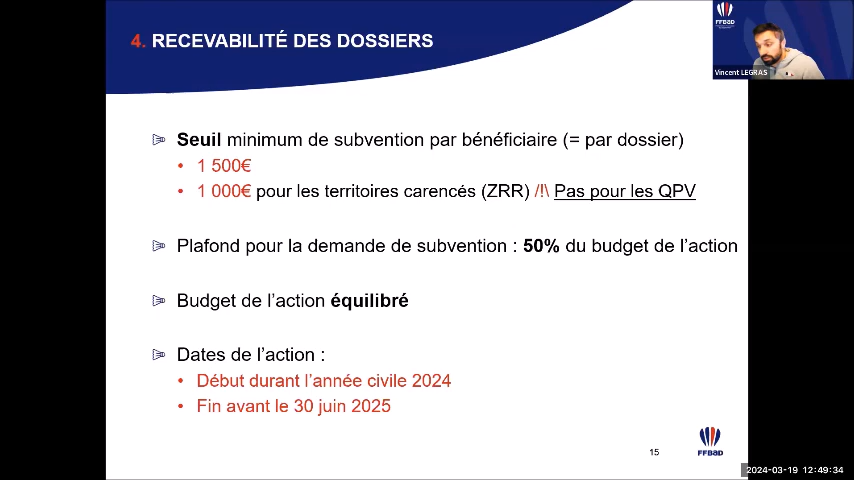 4. RECEVABILITÉ DES DOSSIERS
FFBaD
Vincent LEGRAS
Seuil minimum de subvention par bénéficiaire (= par dossier)
• 1 500€
• 1 000€ pour les territoires carencés (ZRR) /!\ Pas pour les QPV
Plafond pour la demande de subvention : 50% du budget de l’action
Budget de l’action équilibré
Dates de l’action :
• Début durant l’année civile 2024
• Fin avant le 30 juin 2025
15
FFBaD
2024-03-19 12:49:34